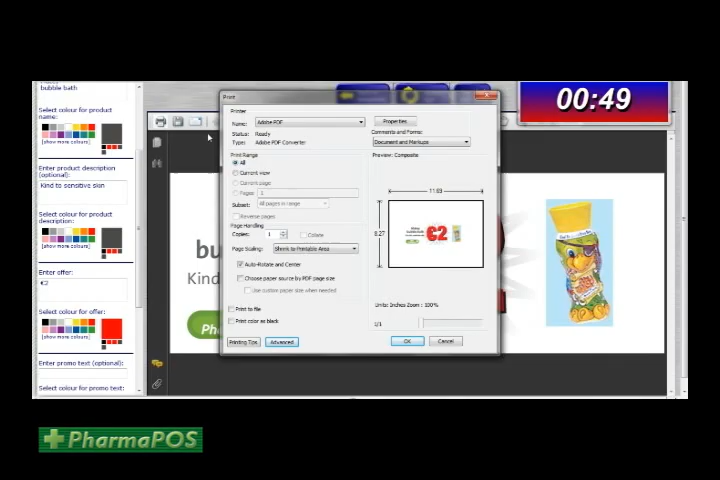 bubble bath
Select colour for product
name:
[show more colours]
Enter product description
(optional):
Kind to sensitive skin
Select colour for product
description:
[show more colours]
Enter offer:
€2
Select colour for offer:
[show more colours]
Enter promo text (optional):
Select colour for promo text:
Print
Printer
Name:
Adobe PDF
Properties
Status:
Ready
Type:
Adobe PDF Converter
Comments and Forms:
Document and Markups
Print Range
All
Current view
Current page
Pages
1
Subset:
All pages in range
Reverse pages
Page Handling
Copies:
1
Collate
Page Scaling:
Shrink to Printable Area
Auto-Rotate and Center
Choose paper source by PDF page size
Use custom paper size when needed
Print to file
Print color as black
Printing Tips
Advanced
Preview: Composite
11.69
8.27
€2
Units: Inches Zoom : 100%
1/1
OK
Cancel
00:49
bu
Kind
Ph
PharmaPOS